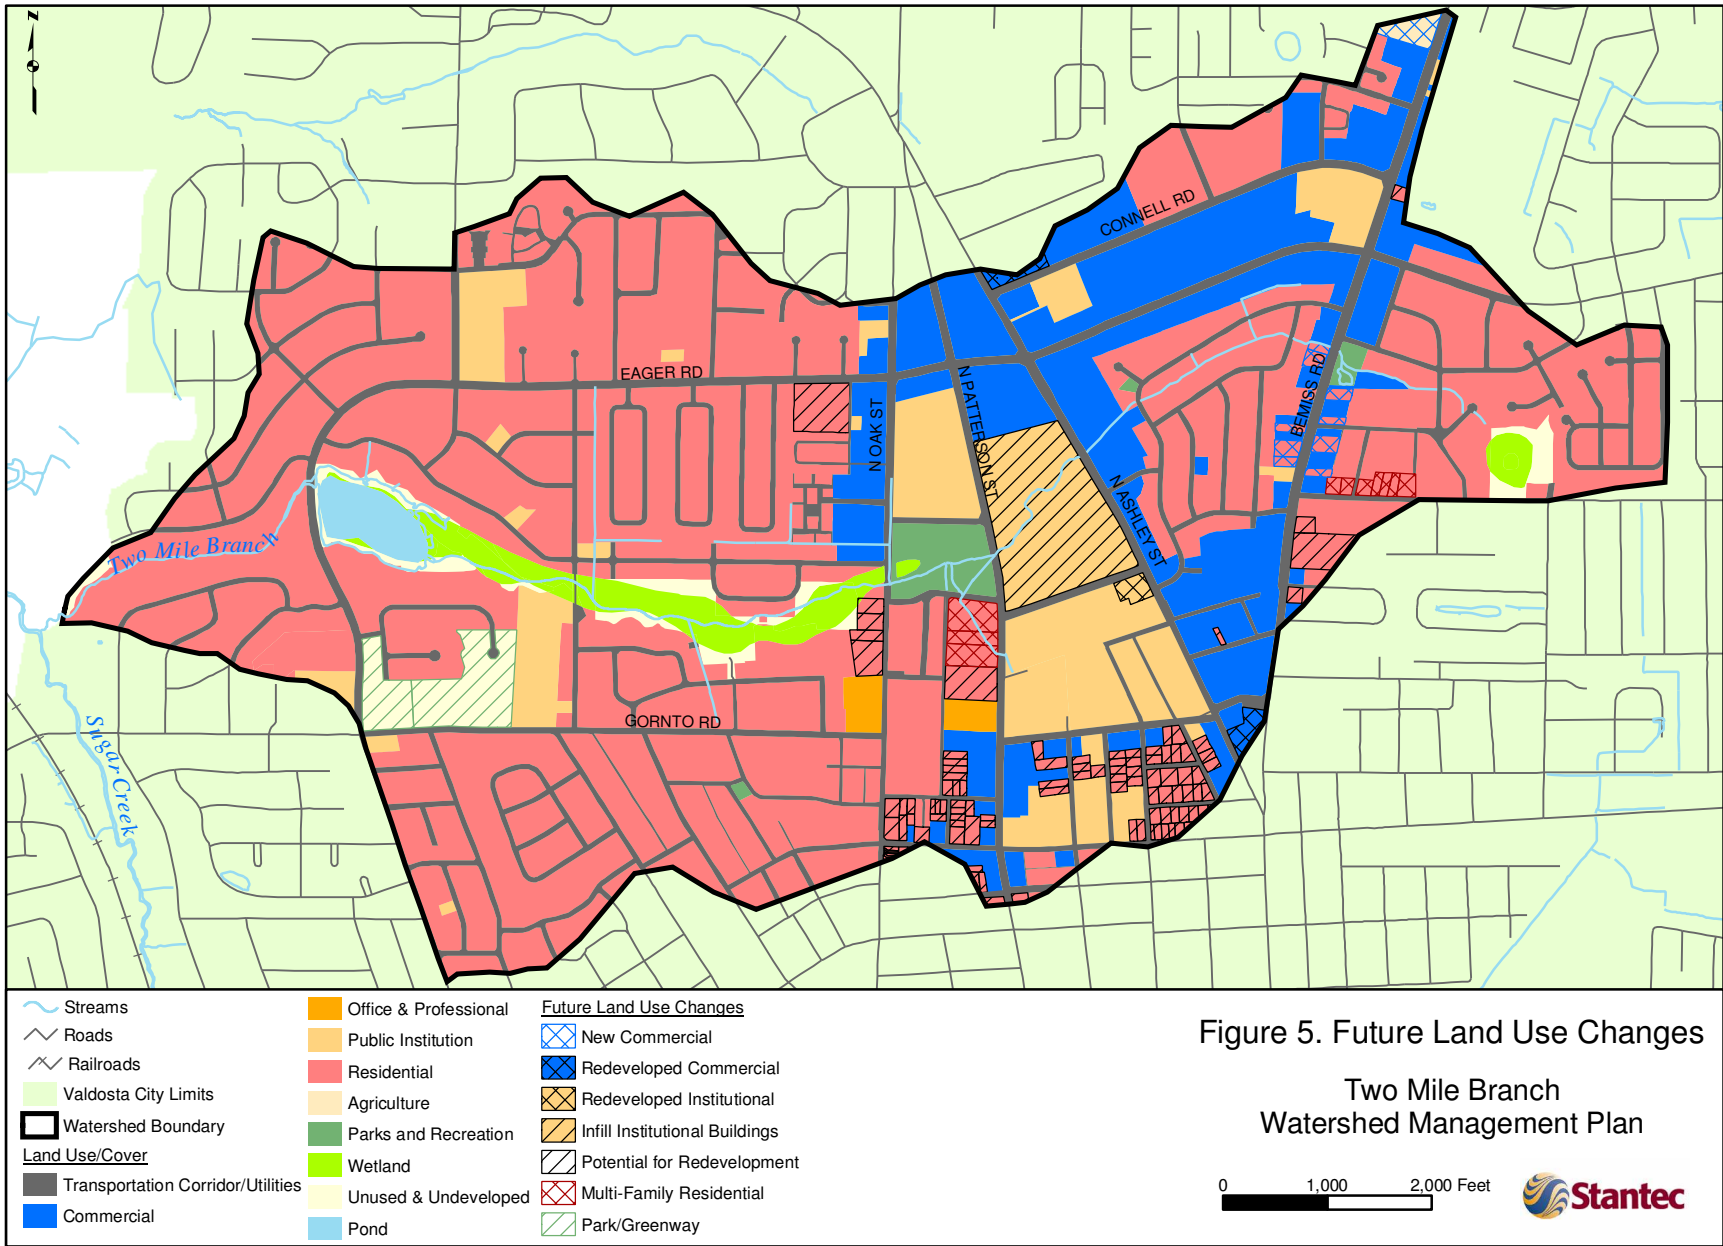 Z
CONNELL RD
EAGER RD
N OAK ST
N PATTERSON ST
N ASHLEY ST
BEMISS RD
GORNTO RD
Two Mile Branch
Sugar Creek
Streams
Roads
Railroads
Valdosta City Limits
Watershed Boundary
Land Use/Cover
Transportation Corridor/Utilities
Commercial
Office & Professional
Public Institution
Residential
Agriculture
Parks and Recreation
Wetland
Unused & Undeveloped
Pond
Future Land Use Changes
New Commercial
Redeveloped Commercial
Redeveloped Institutional
Infill Institutional Buildings
Potential for Redevelopment
Multi-Family Residential
Park/Greenway
Figure 5. Future Land Use Changes
Two Mile Branch
Watershed Management Plan
0 1,000 2,000 Feet
Stantec